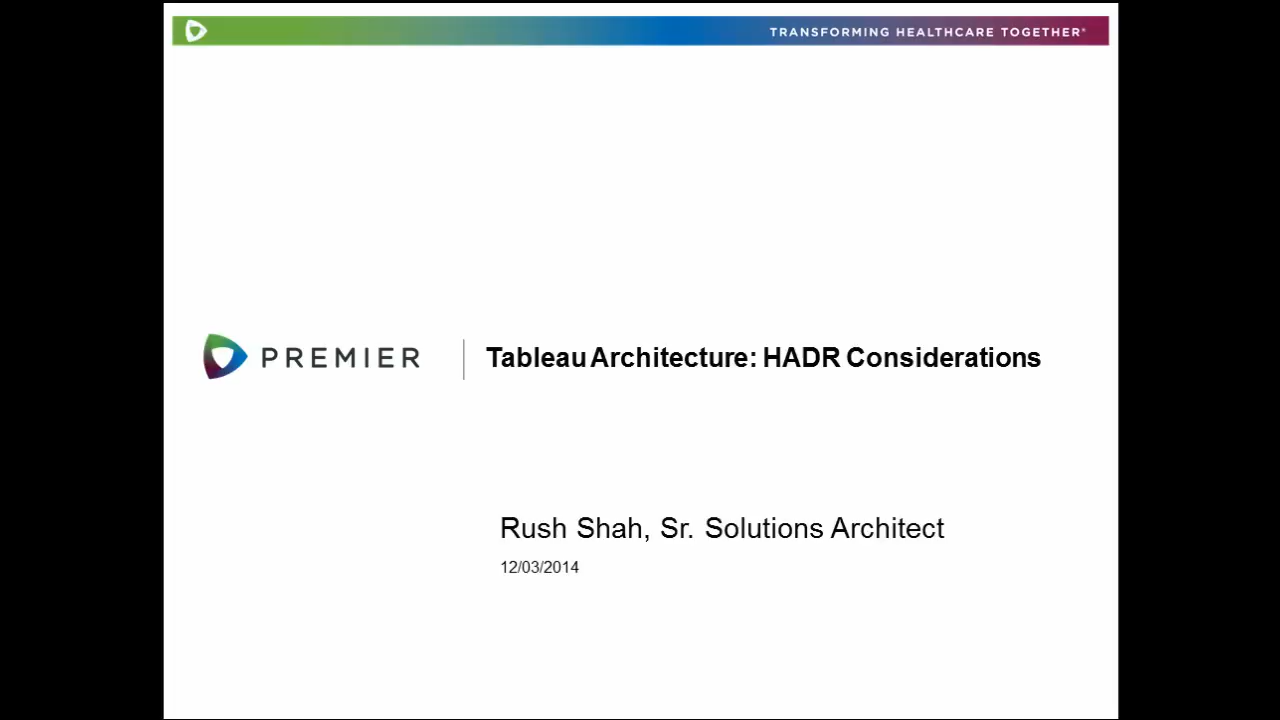 TRANSFORMING HEALTHCARE TOGETHER®
PREMIER
Tableau Architecture: HADR Considerations
Rush Shah, Sr. Solutions Architect
12/03/2014